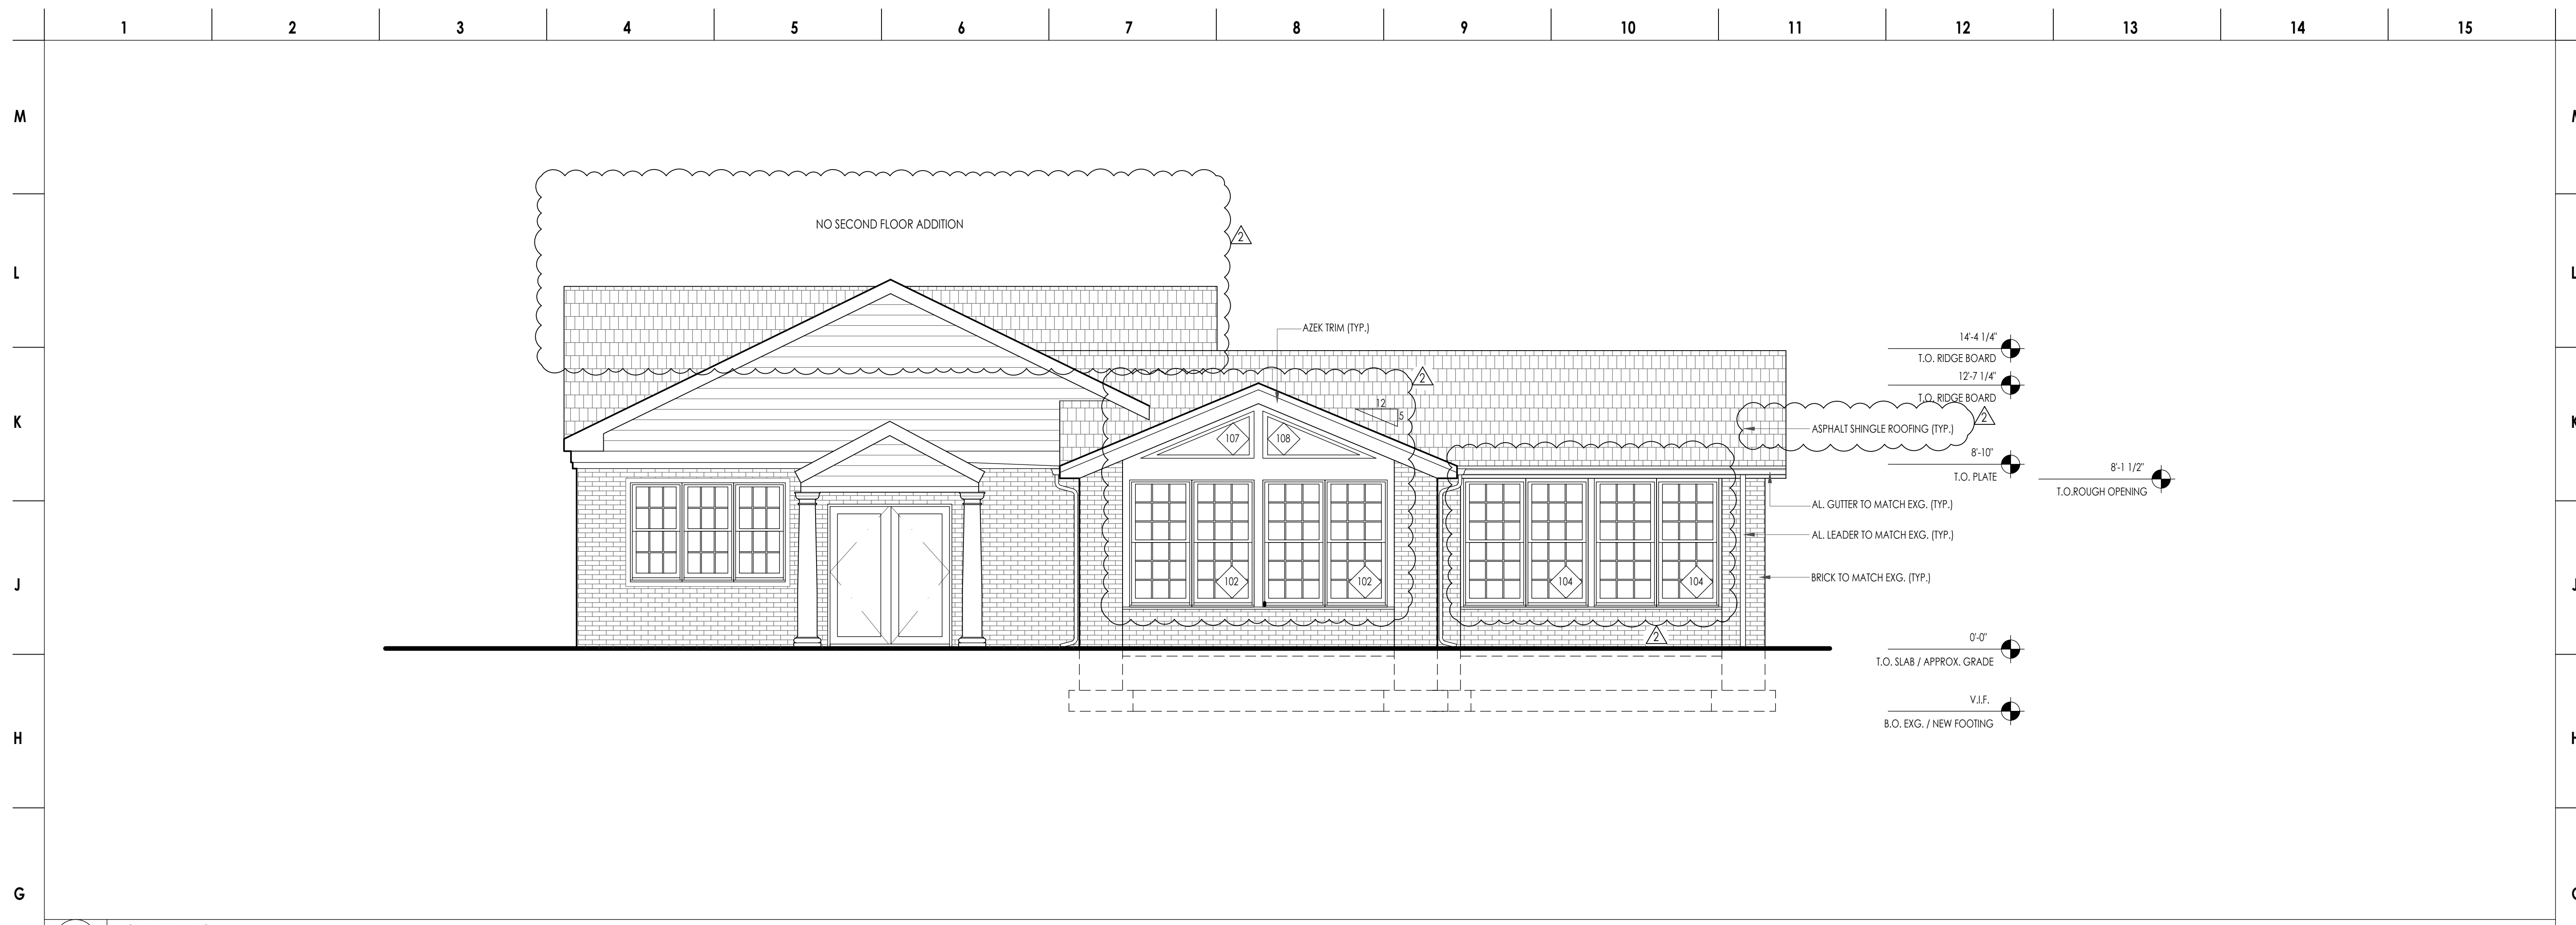 1 2 3 4 5 6 7 8 9 10 11 12 13 14 15
M
NO SECOND FLOOR ADDITION
2
L
L
AZEK TRIM (TYP.)
14'-4 1/4"
T.O. RIDGE BOARD
12'-7 1/4"
T.O. RIDGE BOARD
2
12
5
K
107
108
ASPHALT SHINGLE ROOFING (TYP.)
2
8'-10"
T.O. PLATE
8'-1 1/2"
T.O.ROUGH OPENING
AL. GUTTER TO MATCH EXG. (TYP.)
AL. LEADER TO MATCH EXG. (TYP.)
J
102
102
104
104
BRICK TO MATCH EXG. (TYP.)
2
0'-0"
T.O. SLAB / APPROX. GRADE
V.I.F.
B.O. EXG. / NEW FOOTING
H
G